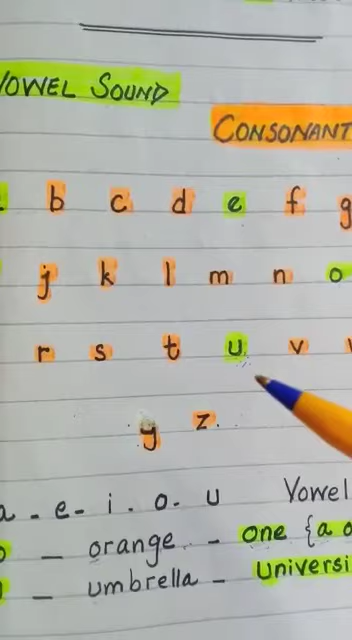 VOWEL SOUND
CONSONANT
b c d e f g
j k l m n o
r s t u v
y z
a - e - i - o - u Vowel
o - orange - one {a o
- umbrella - Universi